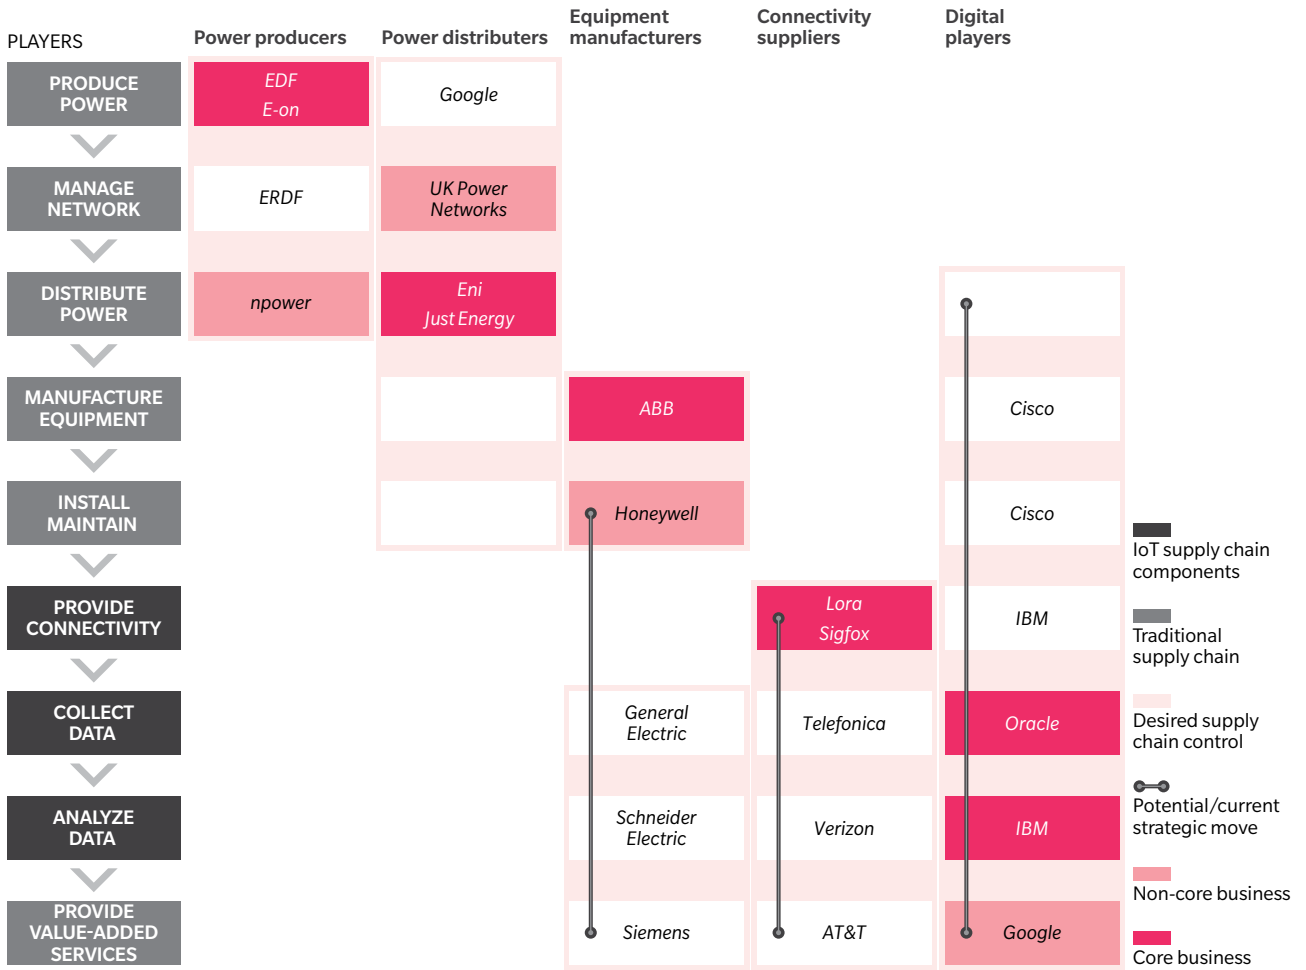 PLAYERS
Power producers
Power distributers
Equipment
manufacturers
Connectivity
suppliers
Digital
players
PRODUCE
POWER
EDF
E-on
Google
MANAGE
NETWORK
ERDF
UK Power
Networks
DISTRIBUTE
POWER
npower
Eni
Just Energy
MANUFACTURE
EQUIPMENT
ABB
Cisco
INSTALL
MAINTAIN
Honeywell
Cisco
PROVIDE
CONNECTIVITY
Lora
Sigfox
IBM
COLLECT
DATA
General
Electric
Telefonica
Oracle
ANALYZE
DATA
Schneider
Electric
Verizon
IBM
PROVIDE
VALUE-ADDED
SERVICES
Siemens
AT&T
Google
IoT supply chain
components
Traditional
supply chain
Desired supply
chain control
Potential/current
strategic move
Non-core business
Core business